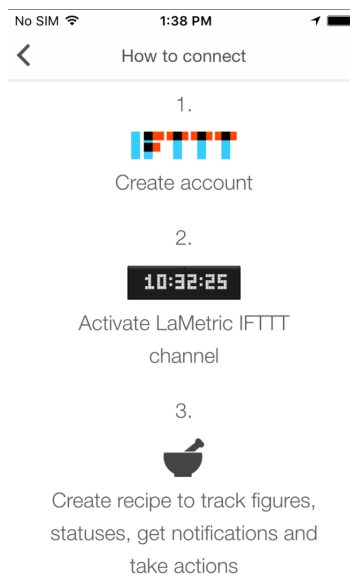 No SIM 1:38 PM
How to connect
1.
IFTTT
Create account
2.
10:32:25
Activate LaMetric IFTTT
channel
3.
Create recipe to track figures,
statuses, get notifications and
take actions